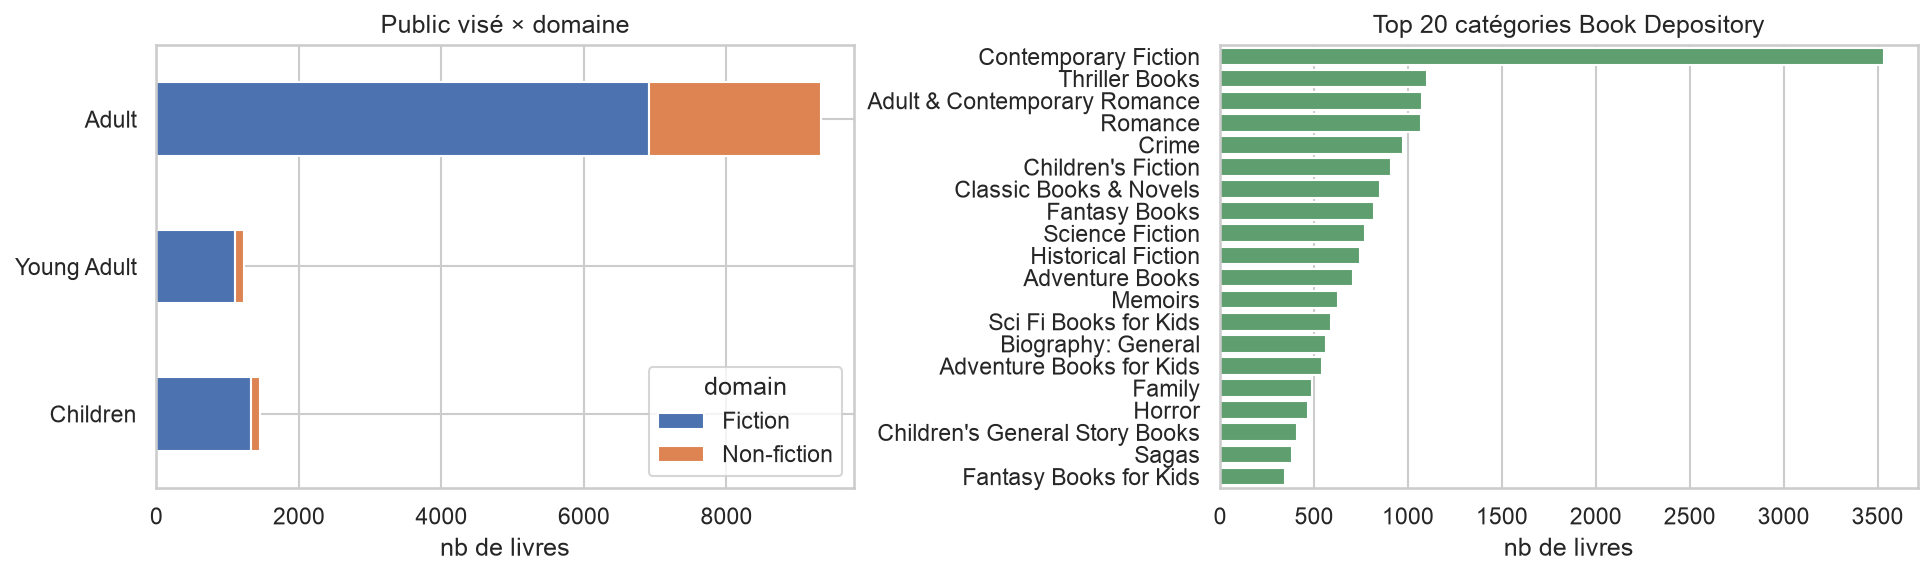 Public visé × domaine
Adult
Young Adult
Children
domain
Fiction
Non-fiction
0 2000 4000 6000 8000
nb de livres
Top 20 catégories Book Depository
Contemporary Fiction
Thriller Books
Adult & Contemporary Romance
Romance
Crime
Children's Fiction
Classic Books & Novels
Fantasy Books
Science Fiction
Historical Fiction
Adventure Books
Memoirs
Sci Fi Books for Kids
Biography: General
Adventure Books for Kids
Family
Horror
Children's General Story Books
Sagas
Fantasy Books for Kids
0 500 1000 1500 2000 2500 3000 3500
nb de livres